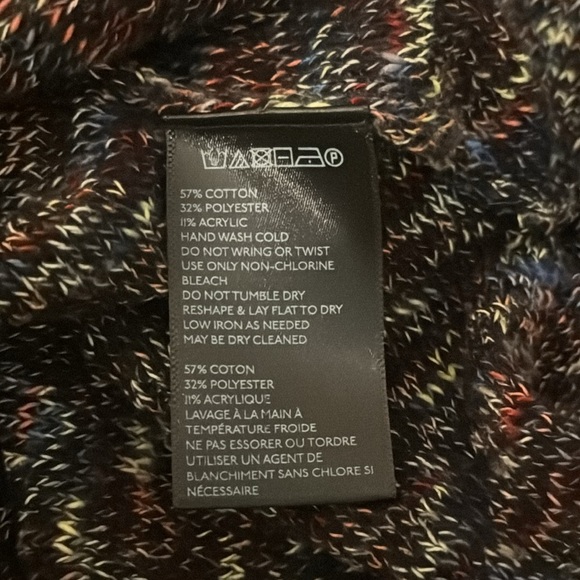 57% COTTON
32% POLYESTER
11% ACRYLIC
HAND WASH COLD
DO NOT WRING OR TWIST
USE ONLY NON-CHLORINE
BLEACH
DO NOT TUMBLE DRY
RESHAPE & LAY FLAT TO DRY
LOW IRON AS NEEDED
MAY BE DRY CLEANED
57% COTON
32% POLYESTER
11% ACRYLIQUE
LAVAGE À LA MAIN À
TEMPÉRATURE FROIDE
NE PAS ESSORER OU TORDRE
UTILISER UN AGENT DE
BLANCHIMENT SANS CHLORE SI
NÉCESSAIRE